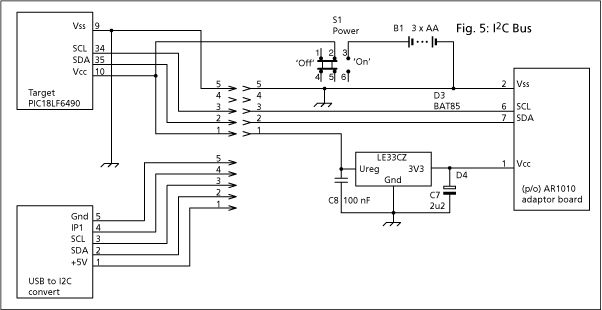 Fig. 5: I²C Bus
S1
Power
B1 3 x AA
1 2 3
'Off' 'On'
4 5 6
Vss 9
SCL 34
SDA 35
Vcc 10
Target
PIC18LF6490
5 5
4 4
3 3
2 2
1 1
D3
BAT85
2 Vss
6 SCL
7 SDA
1 Vcc
(p/o) AR1010
adaptor board
LE33CZ
Ureg 3V3
Gnd
D4
C8 100 nF
C7
2u2
5
4
3
2
1
Gnd 5
IP1 4
SCL 3
SDA 2
+5V 1
USB to I2C
convert